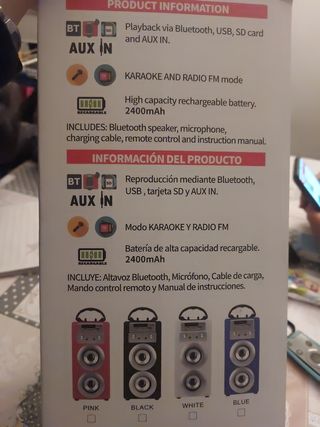 PRODUCT INFORMATION
BT
SD
Playback via Bluetooth, USB, SD card
and AUX IN.
AUX IN
KARAOKE AND RADIO FM mode
High capacity rechargeable battery.
2400mAh
INCLUDES: Bluetooth speaker, microphone,
charging cable, remote control and instruction manual.
INFORMACIÓN DEL PRODUCTO
BT
SD
Reproducción mediante Bluetooth,
USB , tarjeta SD y AUX IN.
AUX IN
Modo KARAOKE Y RADIO FM
Batería de alta capacidad recargable.
2400mAh
INCLUYE: Altavoz Bluetooth, Micrófono, Cable de carga,
Mando control remoto y Manual de instrucciones.
PINK
BLACK
WHITE
BLUE